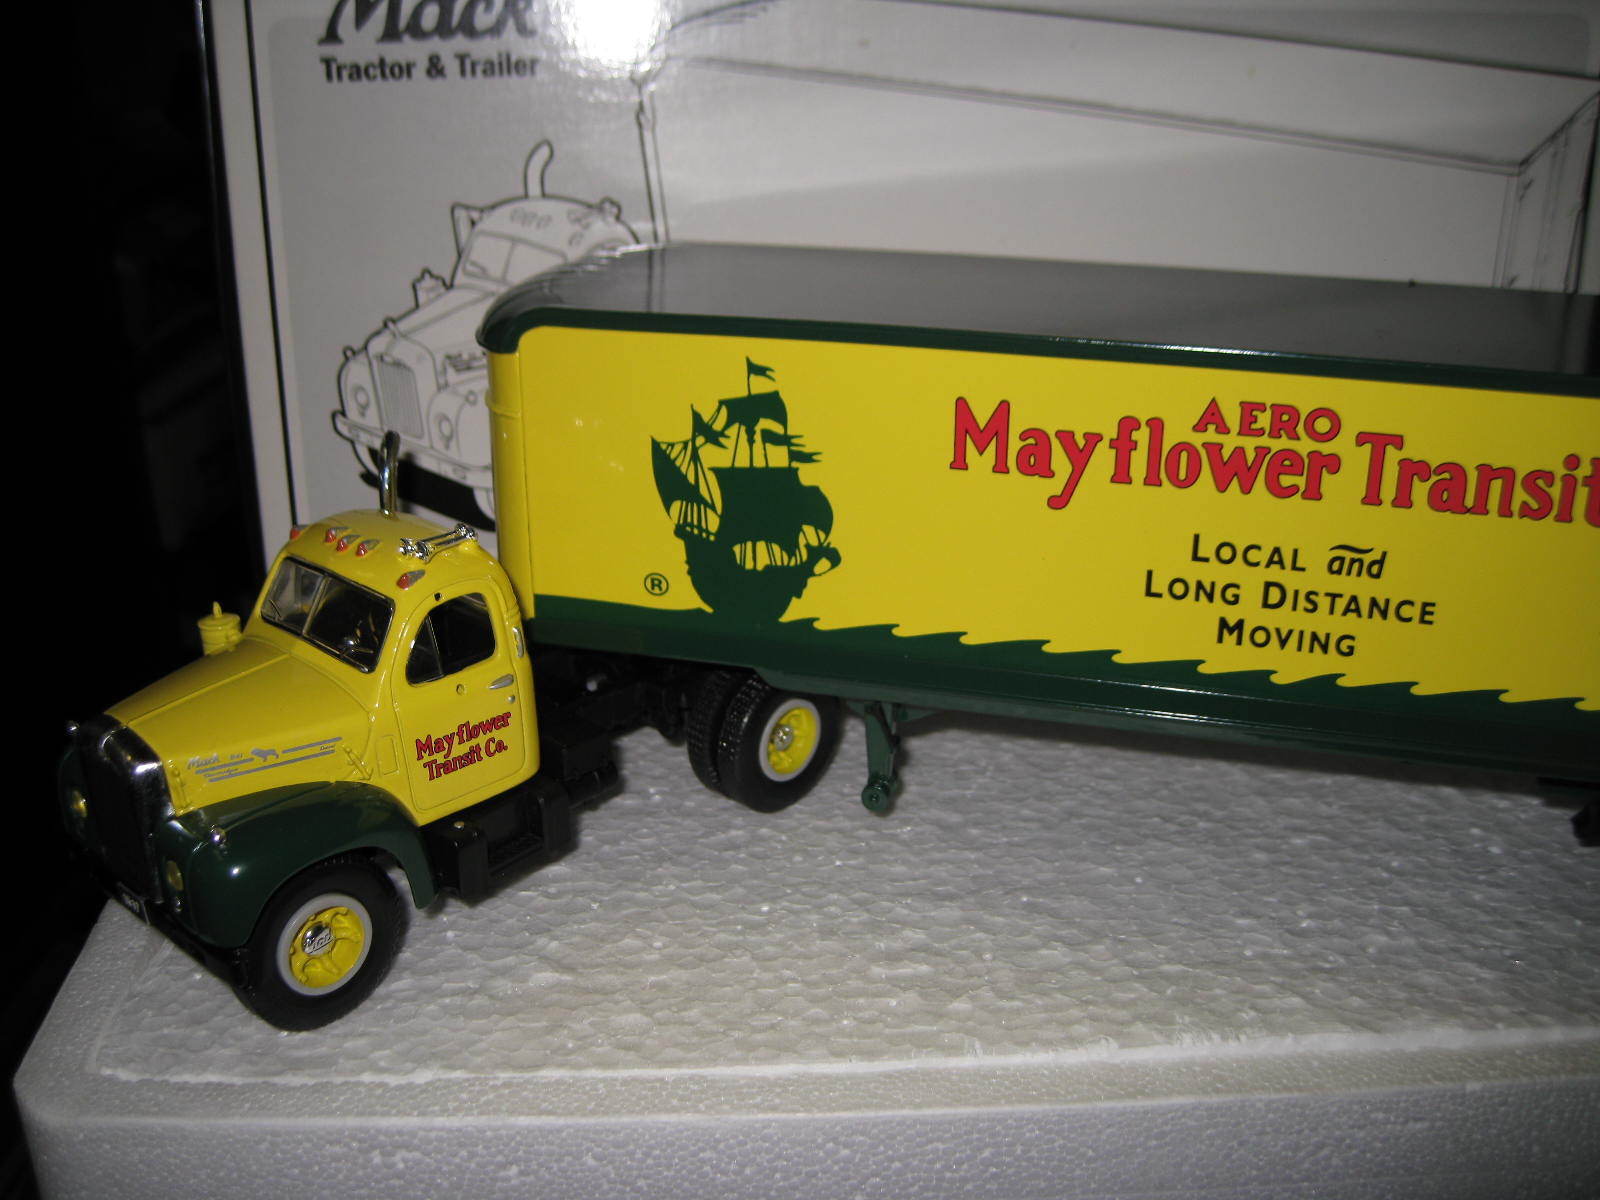 Mack
Tractor & Trailer
AERO
Mayflower Transit
LOCAL and
LONG DISTANCE
MOVING
®
Mayflower
Transit Co.
Mack